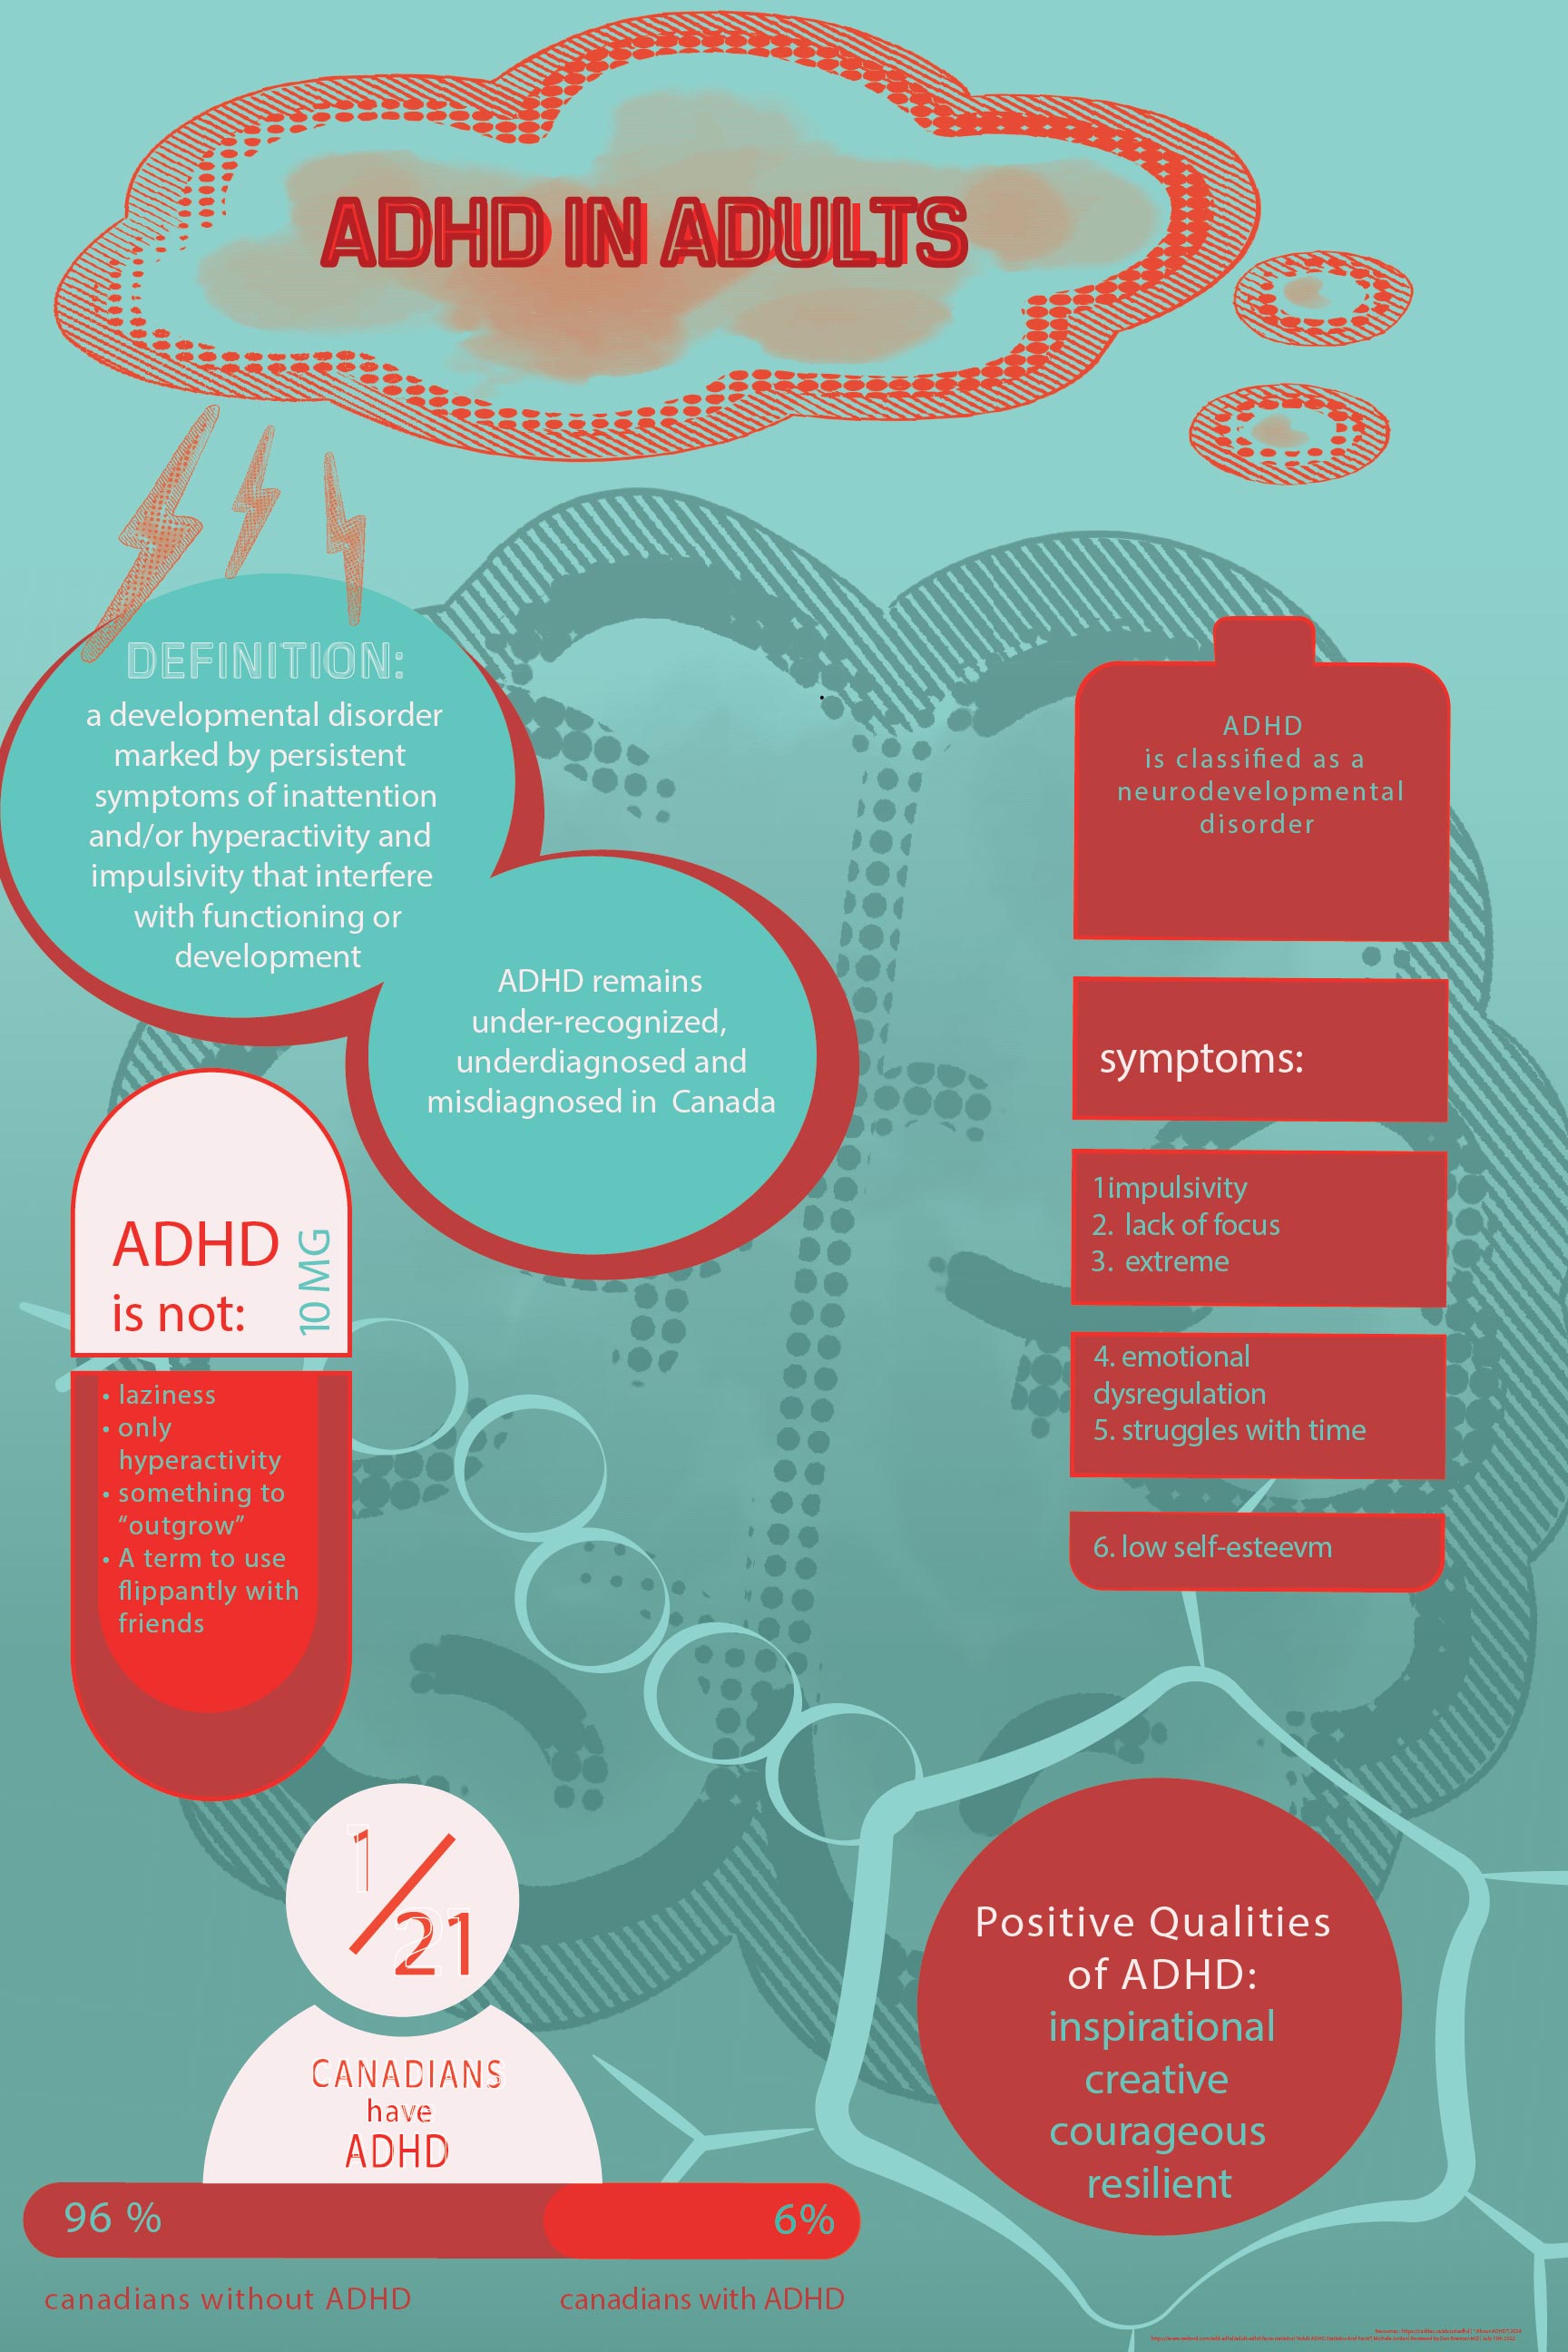 ADHD IN ADULTS
DEFINITION:
a developmental disorder
marked by persistent
symptoms of inattention
and/or hyperactivity and
impulsivity that interfere
with functioning or
development
ADHD remains
under-recognized,
underdiagnosed and
misdiagnosed in Canada
ADHD
is classified as a
neurodevelopmental
disorder
symptoms:
1impulsivity
2. lack of focus
3. extreme
4. emotional
dysregulation
5. struggles with time
6. low self-esteevm
ADHD
is not:
10 MG
• laziness
• only
hyperactivity
• something to
“outgrow”
• A term to use
flippantly with
friends
1/21
CANADIANS
have
ADHD
96 %
6%
canadians without ADHD
canadians with ADHD
Positive Qualities
of ADHD:
inspirational
creative
courageous
resilient